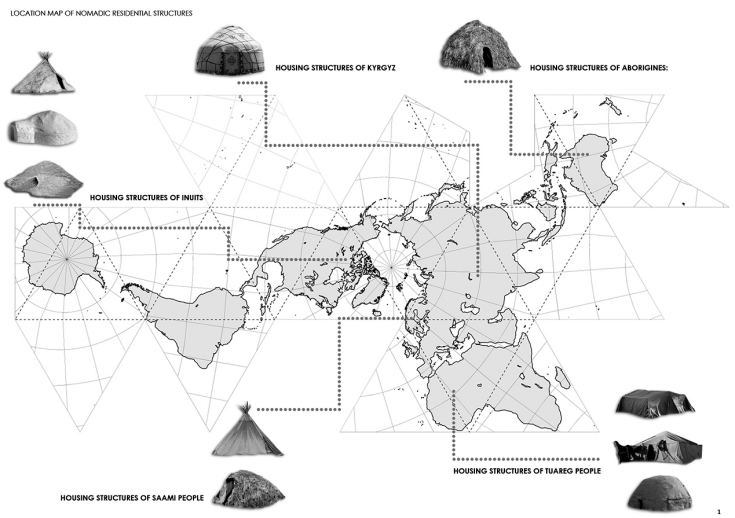 LOCATION MAP OF NOMADIC RESIDENTIAL STRUCTURES
HOUSING STRUCTURES OF KYRGYZ
HOUSING STRUCTURES OF ABORIGINES:
HOUSING STRUCTURES OF INUITS
HOUSING STRUCTURES OF TUAREG PEOPLE
HOUSING STRUCTURES OF SAAMI PEOPLE
1